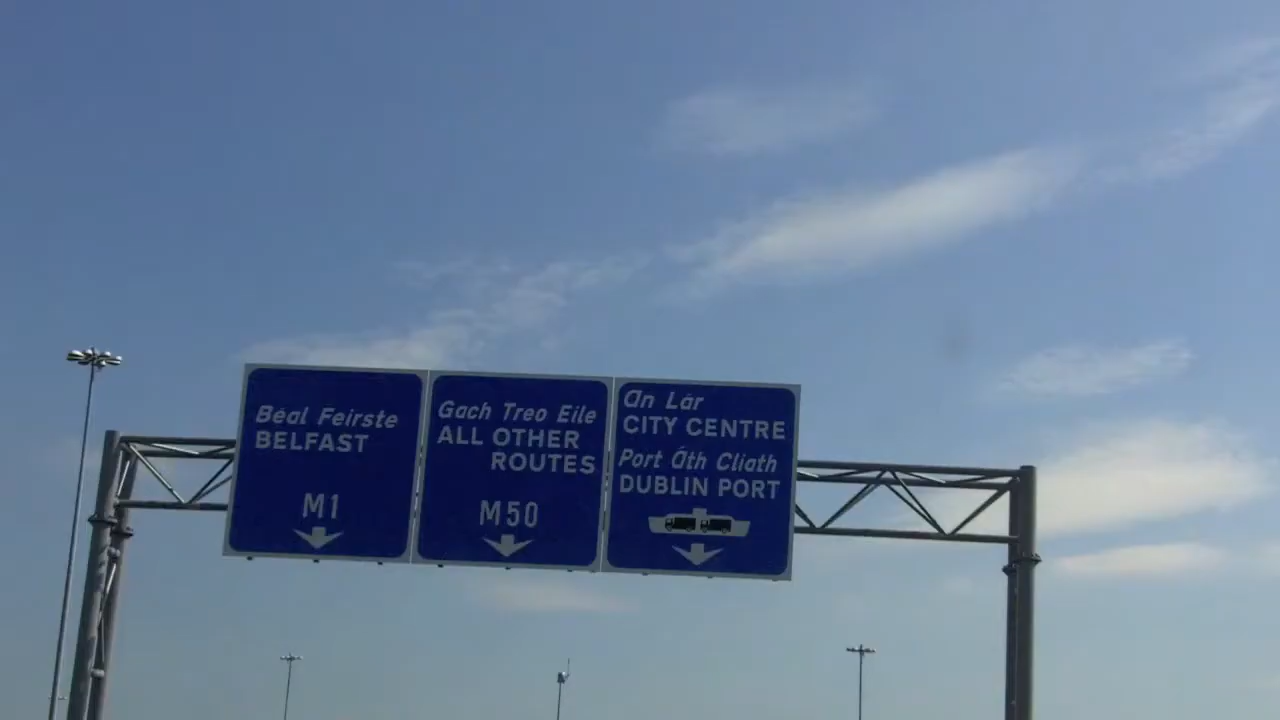 Béal Feirste
BELFAST
M1
Gach Treo Eile
ALL OTHER
ROUTES
M50
An Lár
CITY CENTRE
Port Áth Cliath
DUBLIN PORT